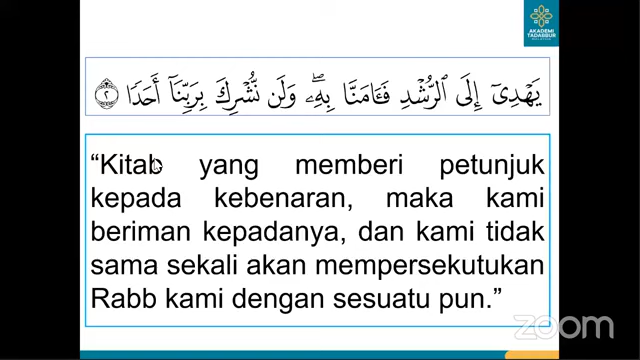 AKADEMI
TADABBUR
يَهْدِىٓ إِلَى ٱلرُّشْدِ فَـَٔامَنَّا بِهِۦ ۖ وَلَن نُّشْرِكَ بِرَبِّنَآ أَحَدًا ٢
“Kitab yang memberi petunjuk
kepada kebenaran, maka kami
beriman kepadanya, dan kami tidak
sama sekali akan mempersekutukan
Rabb kami dengan sesuatu pun.”
zoom